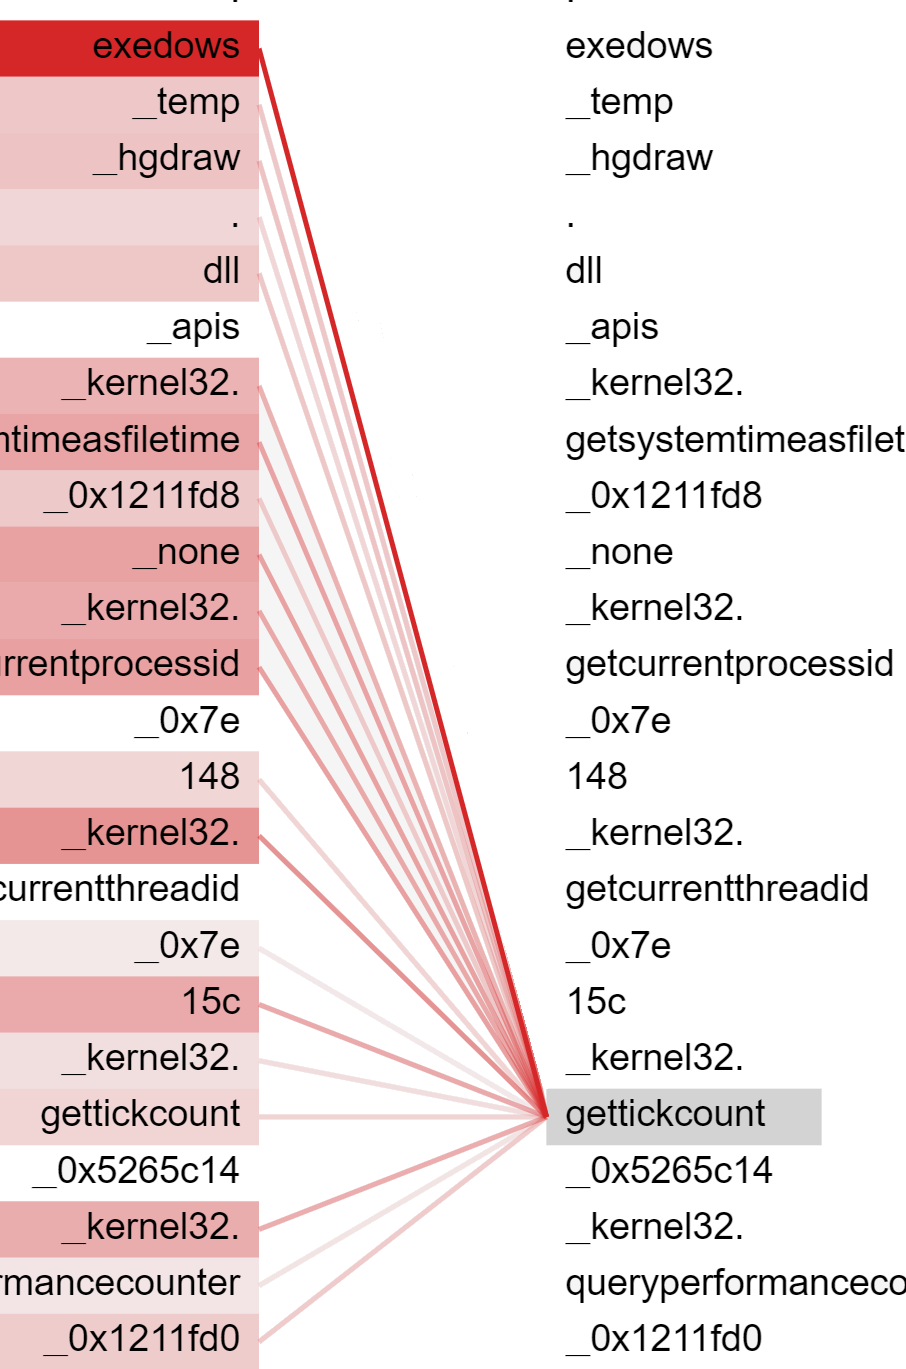 exedows exedows
_temp _temp
_hgdraw _hgdraw
. .
dll dll
_apis _apis
_kernel32. _kernel32.
mtimeasfiletime getsystemtimeasfilet
_0x1211fd8 _0x1211fd8
_none _none
_kernel32. _kernel32.
rrentprocessid getcurrentprocessid
_0x7e _0x7e
148 148
_kernel32. _kernel32.
currentthreadid getcurrentthreadid
_0x7e _0x7e
15c 15c
_kernel32. _kernel32.
gettickcount gettickcount
_0x5265c14 _0x5265c14
_kernel32. _kernel32.
rmancecounter queryperformanceco
_0x1211fd0 _0x1211fd0